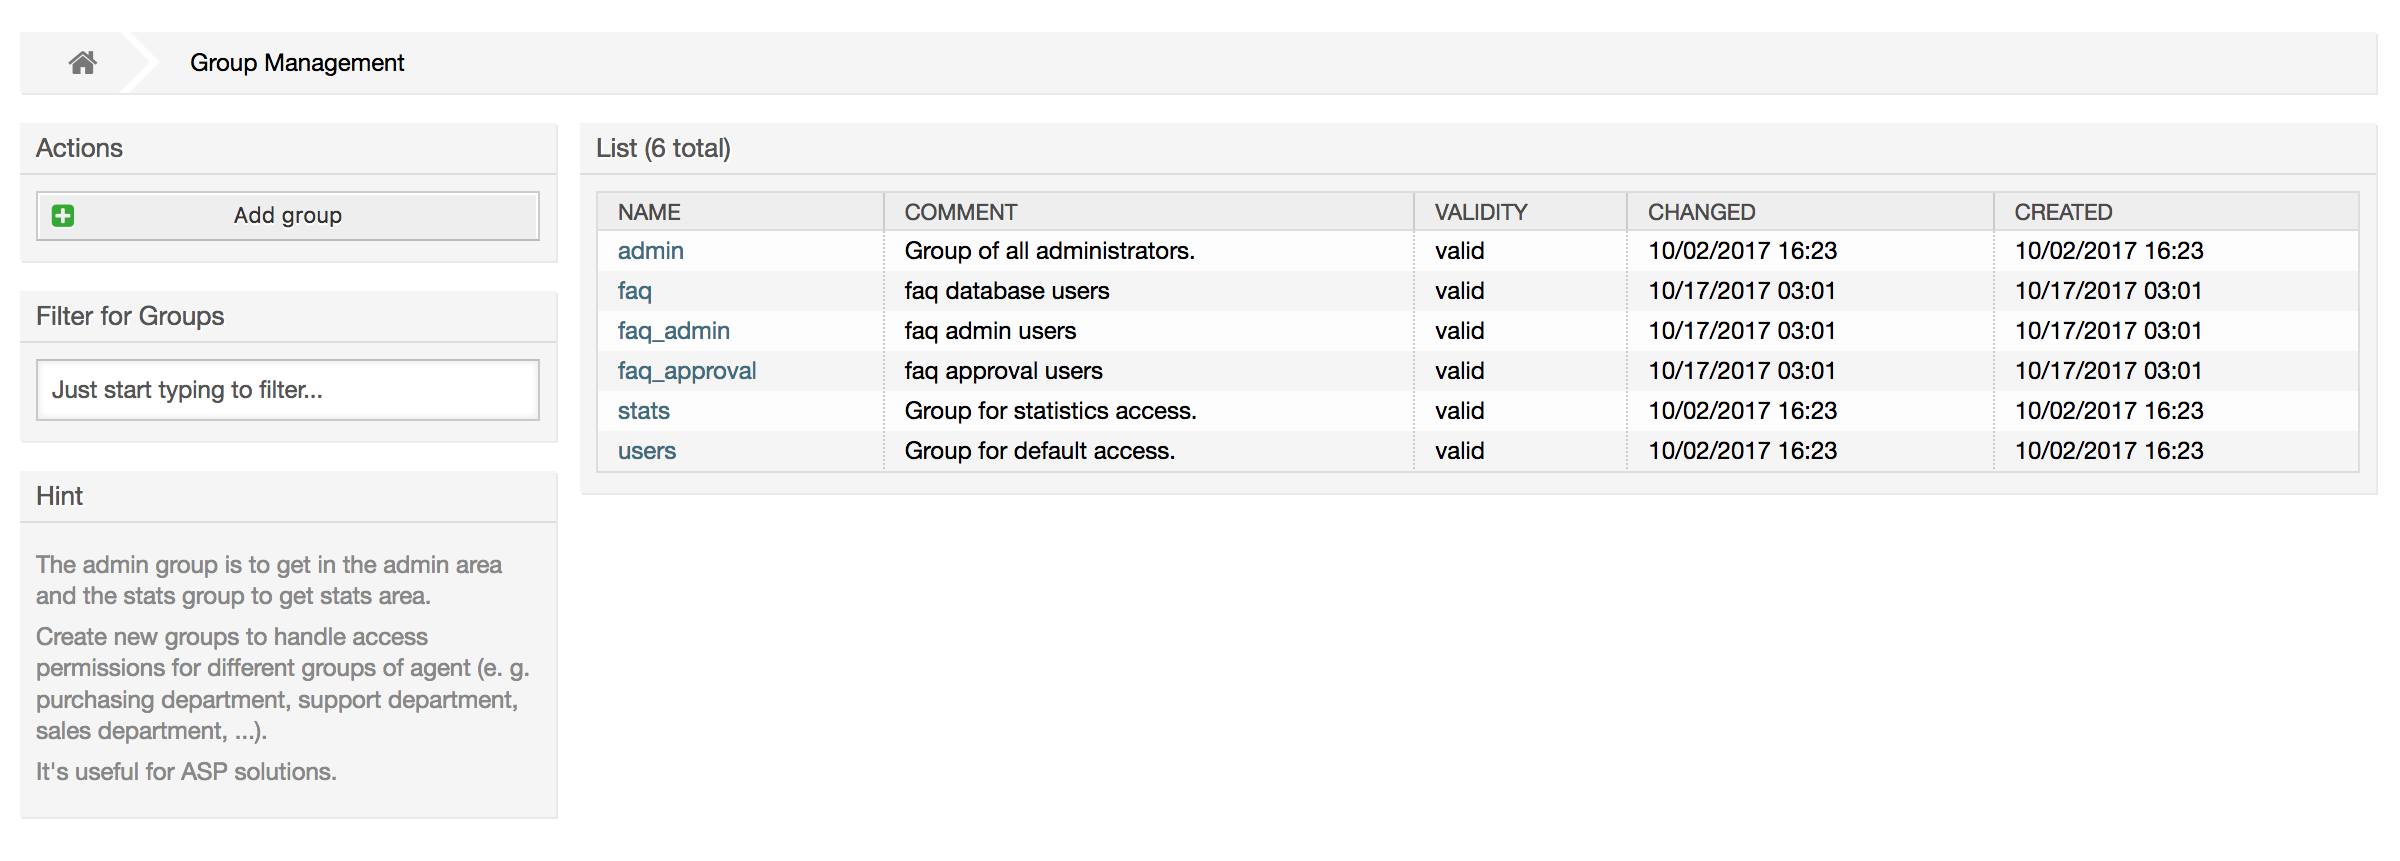 Group Management
Actions
Add group
Filter for Groups
Just start typing to filter...
Hint
The admin group is to get in the admin area
and the stats group to get stats area.
Create new groups to handle access
permissions for different groups of agent (e. g.
purchasing department, support department,
sales department, ...).
It's useful for ASP solutions.
List (6 total)
NAME COMMENT VALIDITY CHANGED CREATED
admin Group of all administrators. valid 10/02/2017 16:23 10/02/2017 16:23
faq faq database users valid 10/17/2017 03:01 10/17/2017 03:01
faq_admin faq admin users valid 10/17/2017 03:01 10/17/2017 03:01
faq_approval faq approval users valid 10/17/2017 03:01 10/17/2017 03:01
stats Group for statistics access. valid 10/02/2017 16:23 10/02/2017 16:23
users Group for default access. valid 10/02/2017 16:23 10/02/2017 16:23